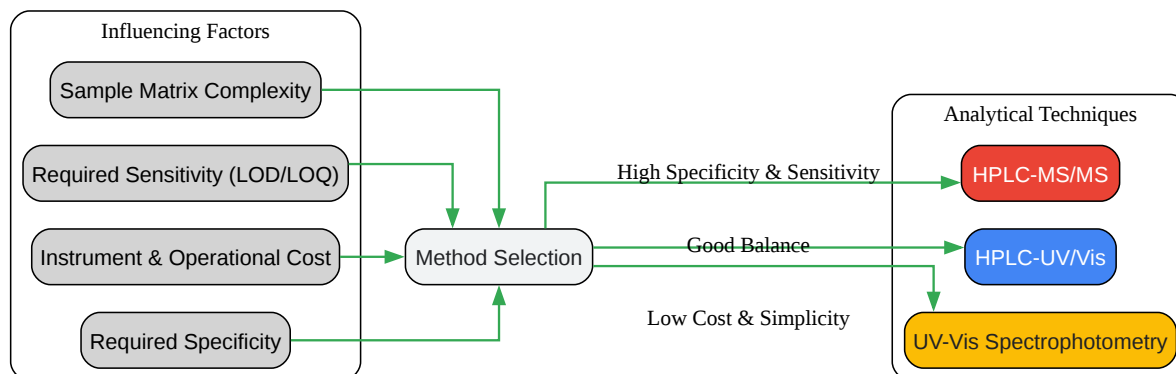 Influencing Factors
Sample Matrix Complexity
Required Sensitivity (LOD/LOQ)
Instrument & Operational Cost
Required Specificity
Method Selection
High Specificity & Sensitivity
Good Balance
Low Cost & Simplicity
Analytical Techniques
HPLC-MS/MS
HPLC-UV/Vis
UV-Vis Spectrophotometry